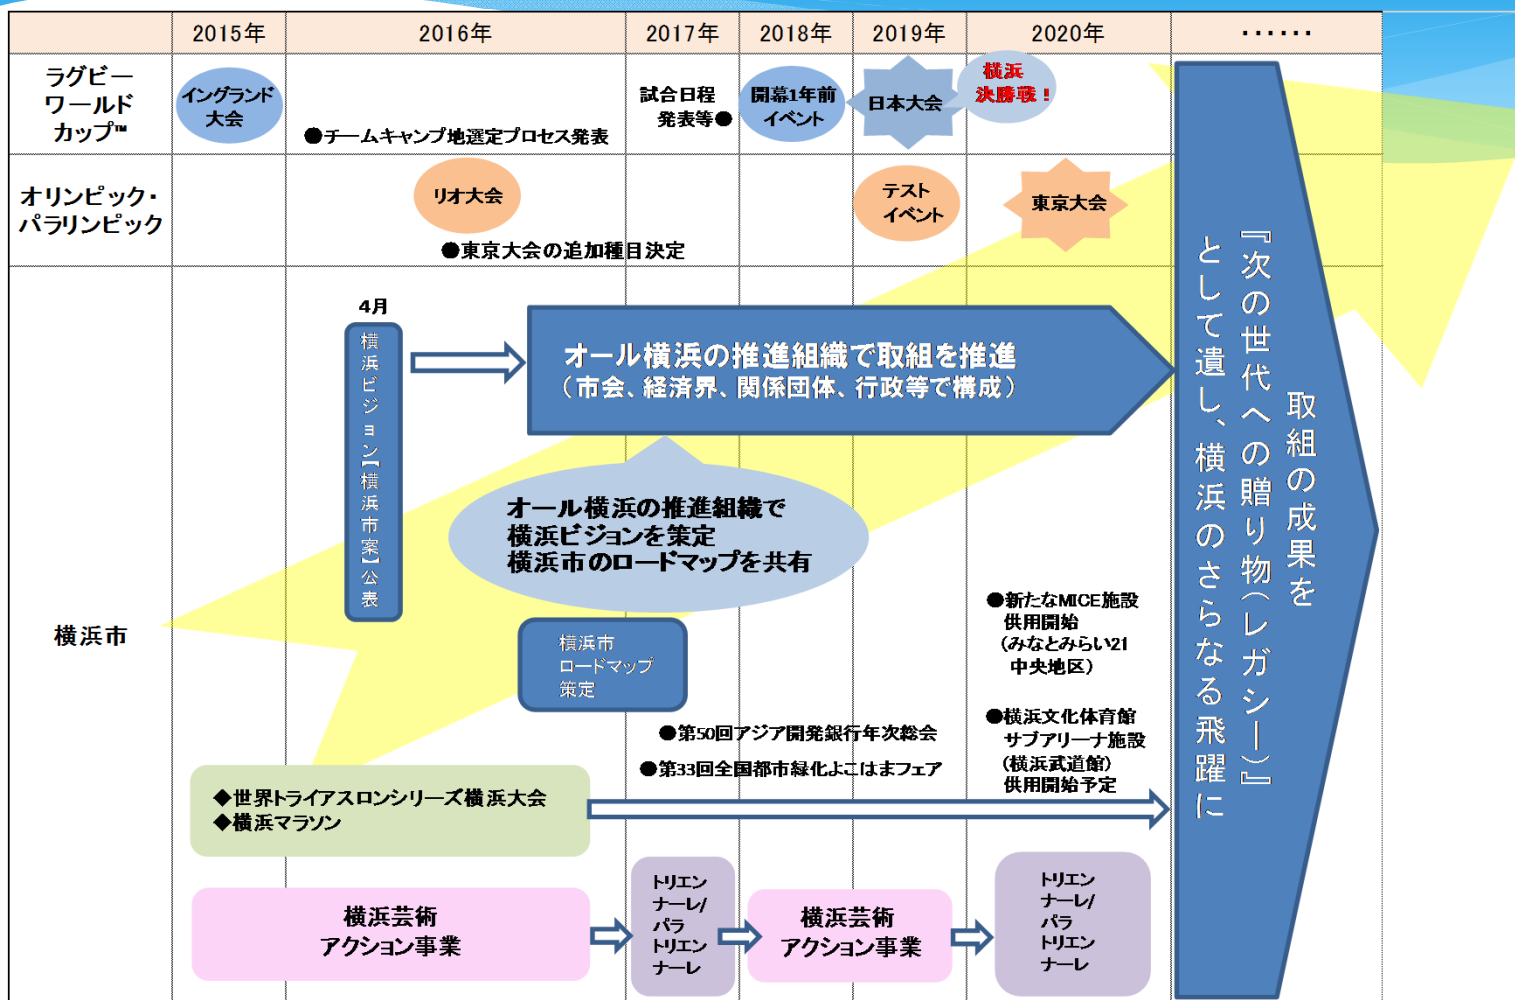 2015年
2016年
2017年
2018年
2019年
2020年
‥‥‥
ラグビー
ワールド
カップ™
イングランド
大会
●チームキャンプ地選定プロセス発表
試合日程
発表等●
開幕1年前
イベント
日本大会
横浜
決勝戦！
オリンピック・
パラリンピック
リオ大会
●東京大会の追加種目決定
テスト
イベント
東京大会
横浜市
4月
横浜ビジョン【横浜市案】公表
オール横浜の推進組織で取組を推進
（市会、経済界、関係団体、行政等で構成）
オール横浜の推進組織で
横浜ビジョンを策定
横浜市のロードマップを共有
横浜市
ロードマップ
策定
●第50回アジア開発銀行年次総会
●第33回全国都市緑化よこはまフェア
●新たなMICE施設
供用開始
（みなとみらい21
中央地区）
●横浜文化体育館
サブアリーナ施設
（横浜武道館）
供用開始予定
◆世界トライアスロンシリーズ横浜大会
◆横浜マラソン
横浜芸術
アクション事業
トリエン
ナーレ/
パラ
トリエン
ナーレ
横浜芸術
アクション事業
トリエン
ナーレ/
パラ
トリエン
ナーレ
取組の成果を
『次の世代への贈り物（レガシー）』
として遺し、横浜のさらなる飛躍に